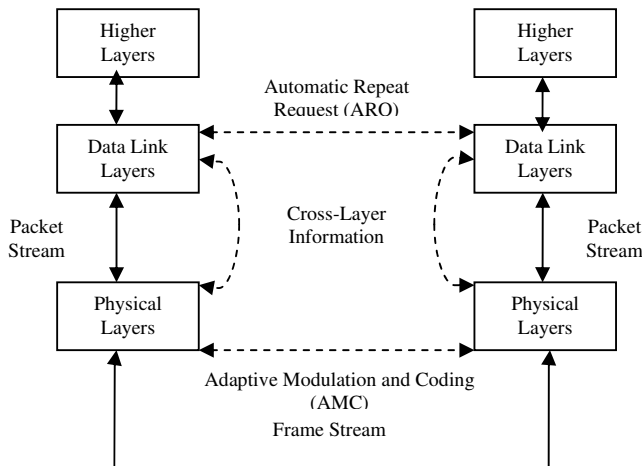 Higher
Layers
Higher
Layers
Automatic Repeat
Request (ARQ)
Data Link
Layers
Data Link
Layers
Packet
Stream
Cross-Layer
Information
Packet
Stream
Physical
Layers
Physical
Layers
Adaptive Modulation and Coding
(AMC)
Frame Stream